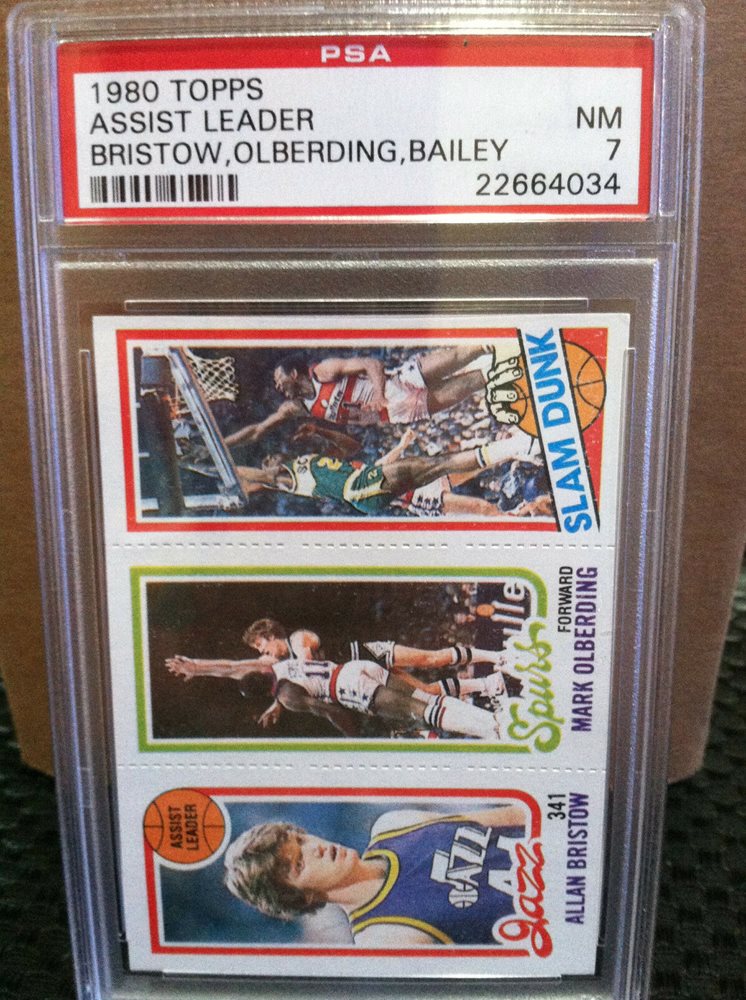 PSA
1980 TOPPS
ASSIST LEADER NM
BRISTOW,OLBERDING,BAILEY 7
22664034
SLAM DUNK
Spurs
FORWARD
MARK OLBERDING
ASSIST
LEADER
JAZZ
Jazz
341
ALLAN BRISTOW